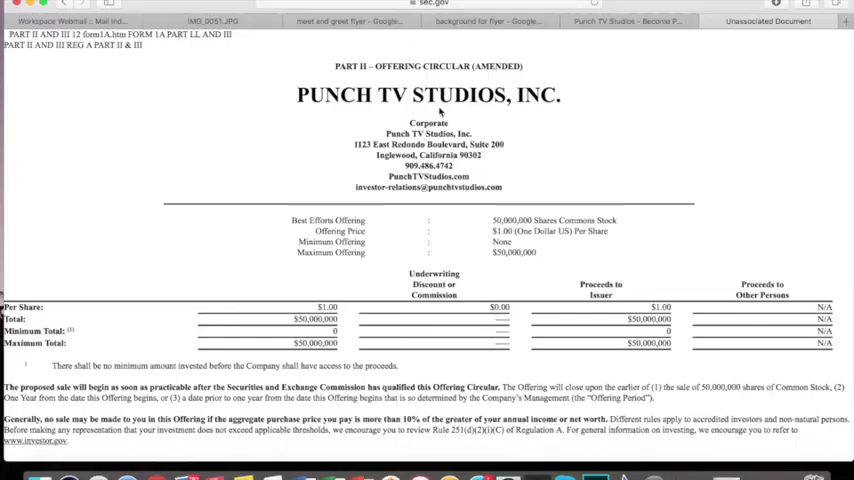 sec.gov
Workspace Webmail :: Mail ind...
IMG_0051.JPG
meet and greet flyer - Google...
background for flyer - Google...
Punch TV Studios – Become P...
Unassociated Document
PART II AND III 12 form1A.htm FORM 1A PART LL AND III
PART II AND III REG A PART II & III
PART II – OFFERING CIRCULAR (AMENDED)
PUNCH TV STUDIOS, INC.
Corporate
Punch TV Studios, Inc.
1123 East Redondo Boulevard, Suite 200
Inglewood, California 90302
909.486.4742
PunchTVStudios.com
investor-relations@punchtvstudios.com
Best Efforts Offering : 50,000,000 Shares Commons Stock
Offering Price : $1.00 (One Dollar US) Per Share
Minimum Offering : None
Maximum Offering : $50,000,000
Underwriting
Discount or Proceeds to Proceeds to
Commission Issuer Other Persons
Per Share: $1.00 $0.00 $1.00 N/A
Total: $50,000,000 ----- $50,000,000 N/A
Minimum Total: (1) 0 ----- 0 N/A
Maximum Total: $50,000,000 ----- $50,000,000 N/A
1 There shall be no minimum amount invested before the Company shall have access to the proceeds.
The proposed sale will begin as soon as practicable after the Securities and Exchange Commission has qualified this Offering Circular. The Offering will close upon the earlier of (1) the sale of 50,000,000 shares of Common Stock, (2)
One Year from the date this Offering begins, or (3) a date prior to one year from the date this Offering begins that is so determined by the Company's Management (the "Offering Period").
Generally, no sale may be made to you in this Offering if the aggregate purchase price you pay is more than 10% of the greater of your annual income or net worth. Different rules apply to accredited investors and non-natural persons.
Before making any representation that your investment does not exceed applicable thresholds, we encourage you to review Rule 251(d)(2)(i)(C) of Regulation A. For general information on investing, we encourage you to refer to
www.investor.gov.